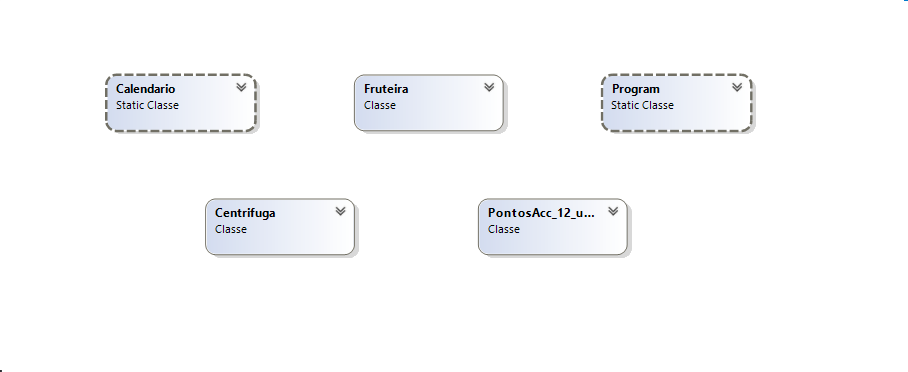 Calendario
Static Classe
Fruteira
Classe
Program
Static Classe
Centrifuga
Classe
PontosAcc_12_u...
Classe